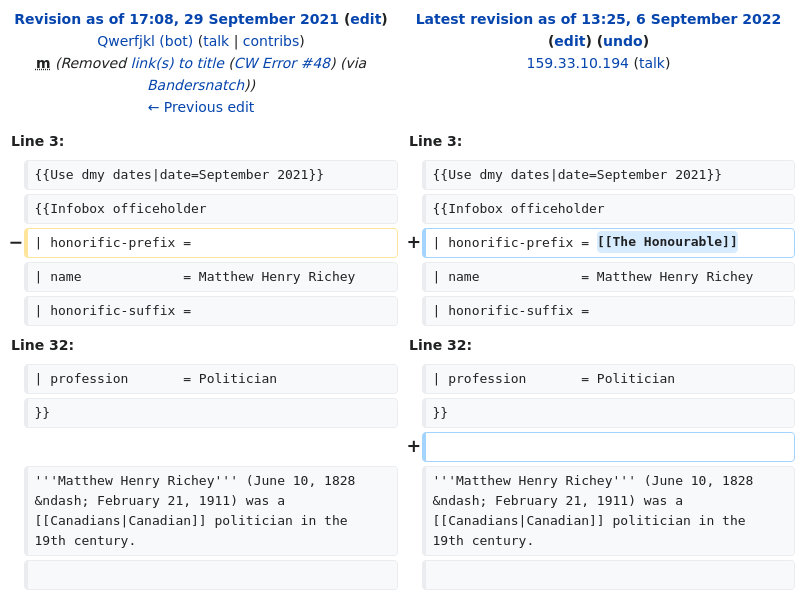 Revision as of 17:08, 29 September 2021 (edit)
Qwerfjkl (bot) (talk | contribs)
m (Removed link(s) to title (CW Error #48) (via
Bandersnatch))
← Previous edit
Latest revision as of 13:25, 6 September 2022
(edit) (undo)
159.33.10.194 (talk)
Line 3:
Line 3:
{{Use dmy dates|date=September 2021}}
{{Use dmy dates|date=September 2021}}
{{Infobox officeholder
{{Infobox officeholder
− | honorific-prefix =
+ | honorific-prefix = [[The Honourable]]
| name = Matthew Henry Richey
| name = Matthew Henry Richey
| honorific-suffix =
| honorific-suffix =
Line 32:
Line 32:
| profession = Politician
| profession = Politician
}}
}}
+
'''Matthew Henry Richey''' (June 10, 1828
&ndash; February 21, 1911) was a
[[Canadians|Canadian]] politician in the
19th century.
'''Matthew Henry Richey''' (June 10, 1828
&ndash; February 21, 1911) was a
[[Canadians|Canadian]] politician in the
19th century.